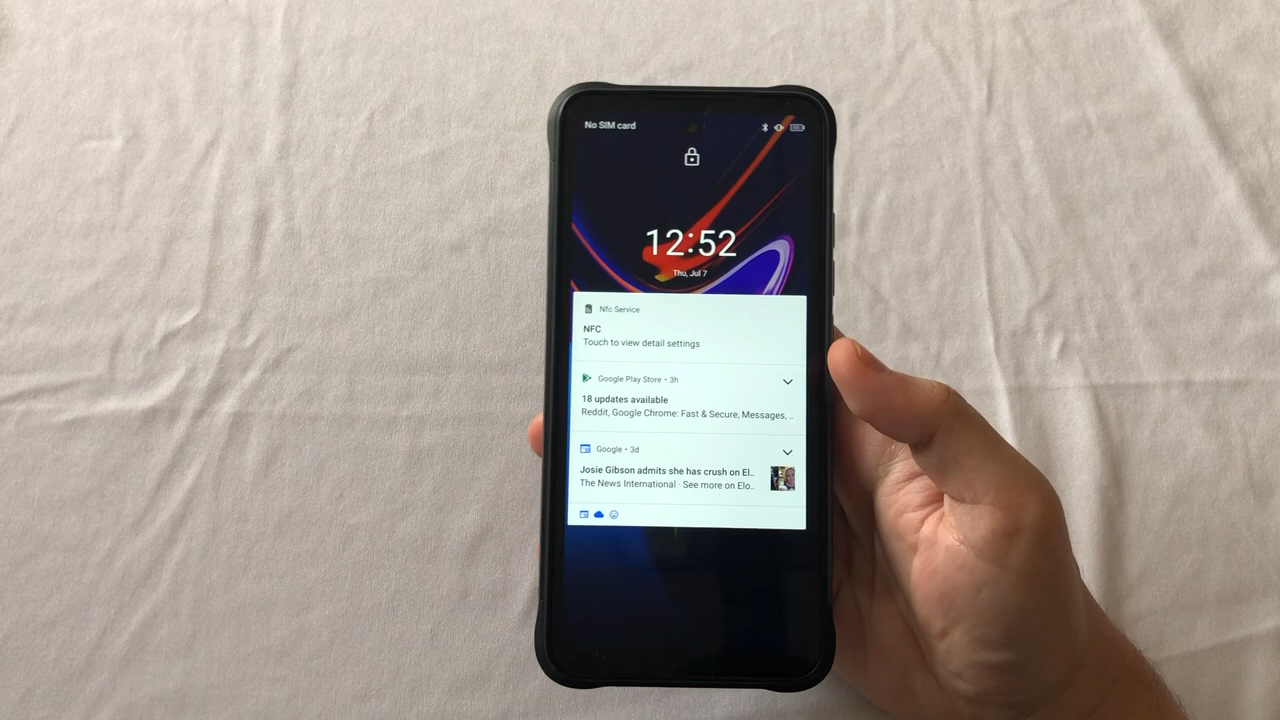 No SIM card
12:52
Thu, Jul 7
Nfc Service
NFC
Touch to view detail settings
Google Play Store • 3h
18 updates available
Reddit, Google Chrome: Fast & Secure, Messages, ..
Google • 3d
Josie Gibson admits she has crush on El..
The News International · See more on Elo..